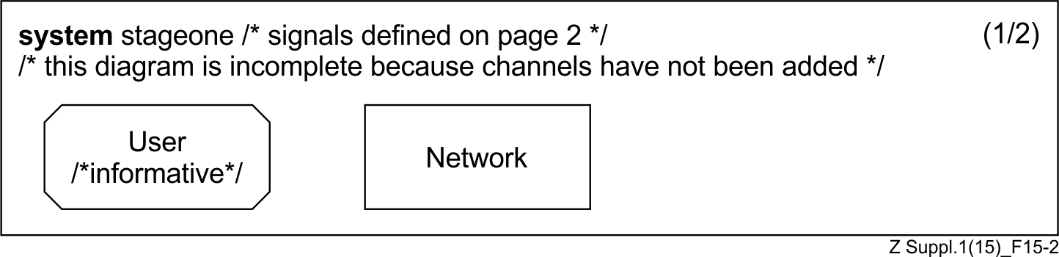 system stageone /* signals defined on page 2 */ (1/2)
/* this diagram is incomplete because channels have not been added */
User
/*informative*/
Network
Z Suppl.1(15)_F15-2